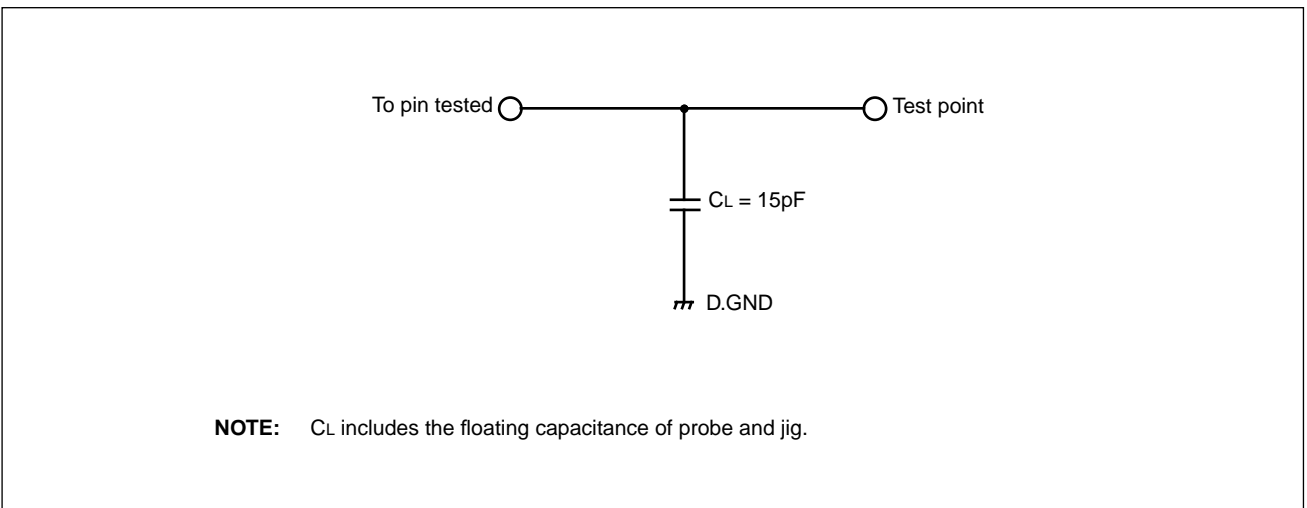 To pin tested
Test point
CL = 15pF
D.GND
NOTE: CL includes the floating capacitance of probe and jig.